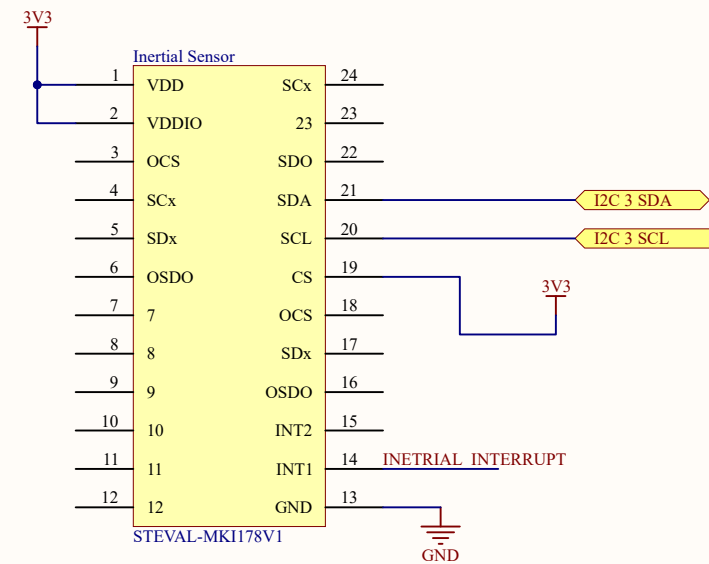 3V3
Inertial Sensor
1 VDD SCx 24
2 VDDIO 23 23
3 OCS SDO 22
4 SCx SDA 21 I2C 3 SDA
5 SDx SCL 20 I2C 3 SCL
6 OSDO CS 19
3V3
7 7 OCS 18
8 8 SDx 17
9 9 OSDO 16
10 10 INT2 15
11 11 INT1 14 INETRIAL INTERRUPT
12 12 GND 13
STEVAL-MKI178V1
GND